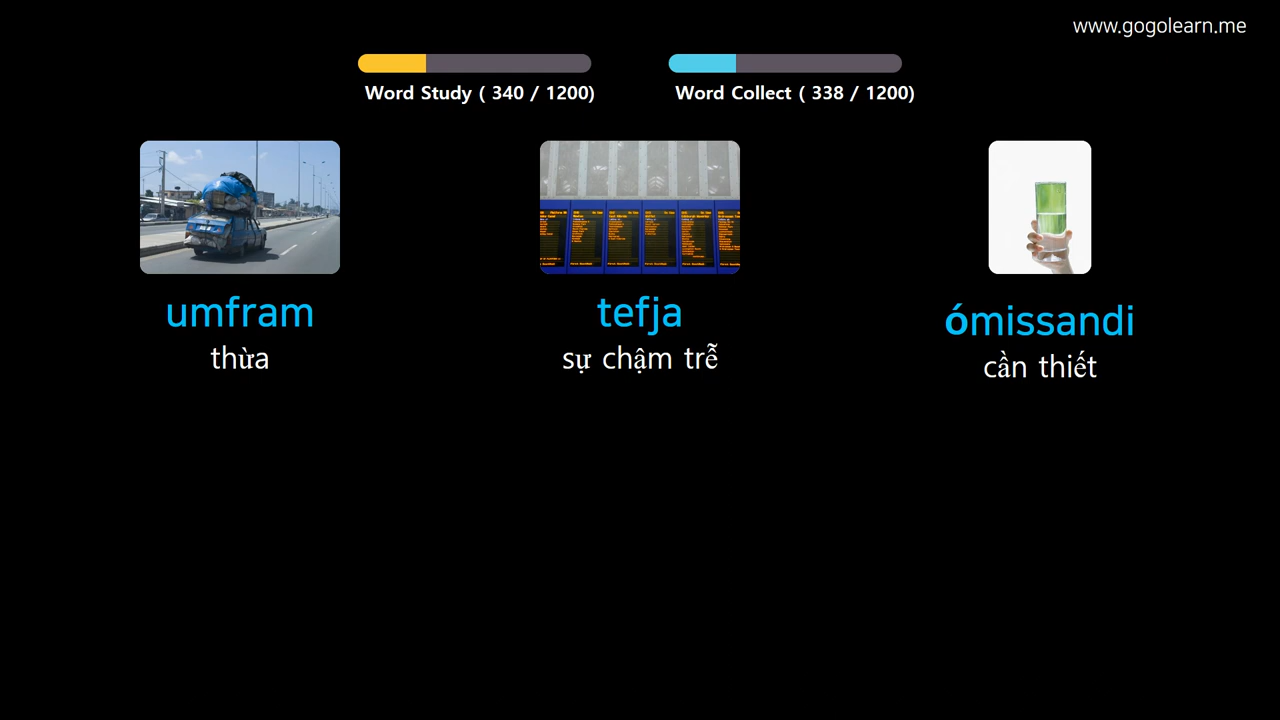 www.gogolearn.me
Word Study ( 340 / 1200)
Word Collect ( 338 / 1200)
umfram
thừa
tefja
sự chậm trễ
ómissandi
cần thiết